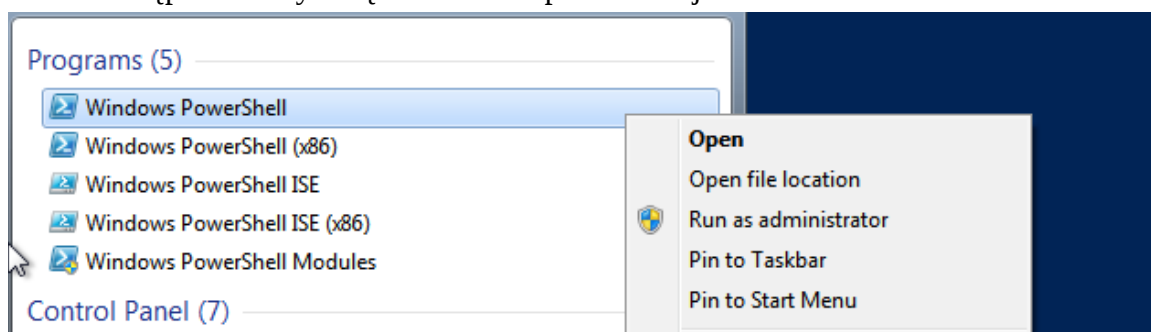 Programs (5)
Windows PowerShell
Windows PowerShell (x86)
Windows PowerShell ISE
Windows PowerShell ISE (x86)
Windows PowerShell Modules
Control Panel (7)
Open
Open file location
Run as administrator
Pin to Taskbar
Pin to Start Menu